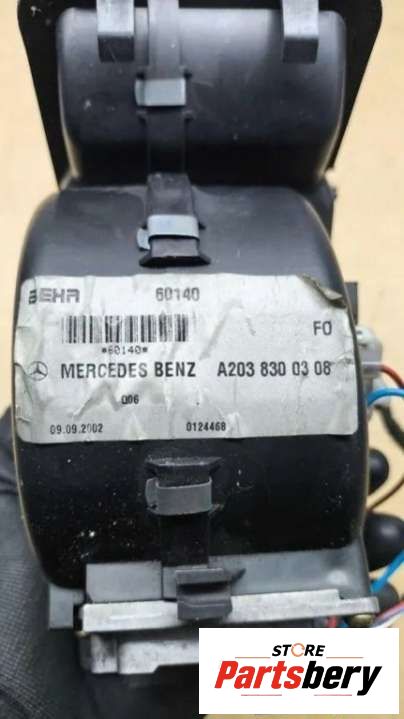 BEHR 60140
FO
*60140*
MERCEDES BENZ A203 830 03 08
006
09.09.2002 0124468
STORE
Partsbery